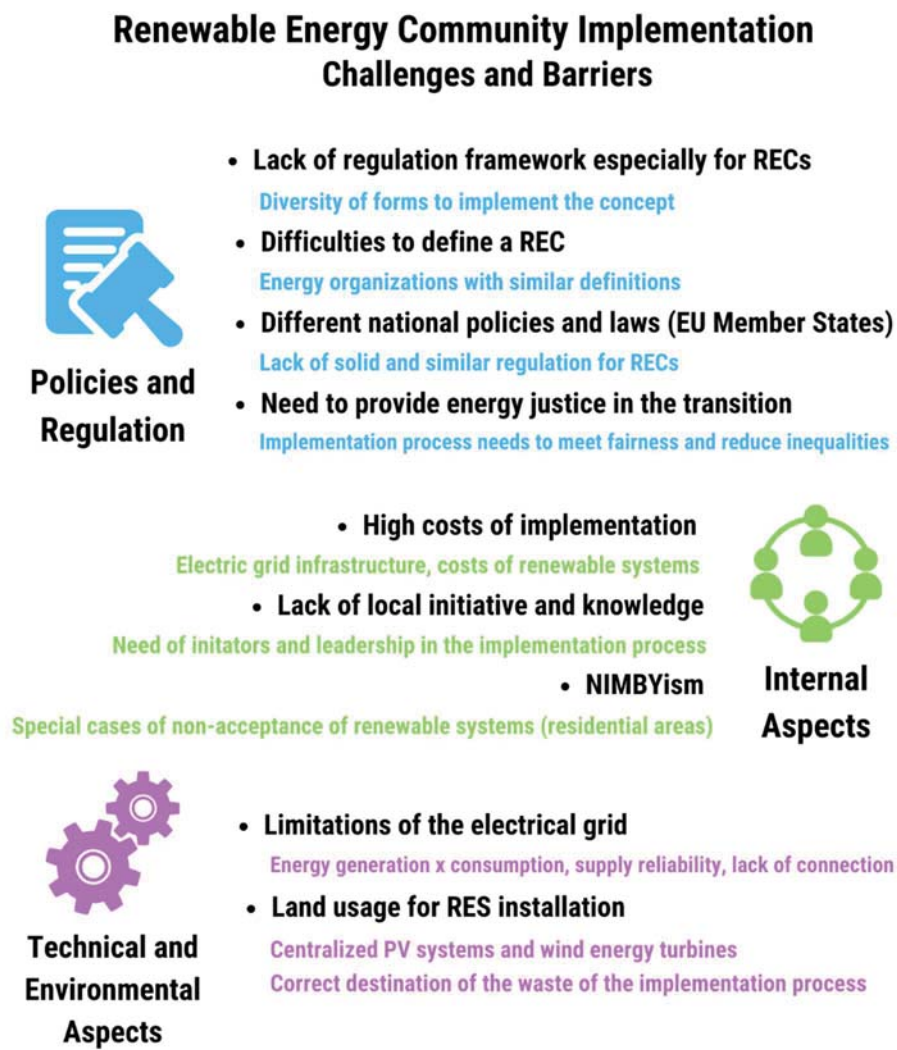 Renewable Energy Community Implementation
Challenges and Barriers
• Lack of regulation framework especially for RECs
Diversity of forms to implement the concept
• Difficulties to define a REC
Energy organizations with similar definitions
• Different national policies and laws (EU Member States)
Lack of solid and similar regulation for RECs
• Need to provide energy justice in the transition
Implementation process needs to meet fairness and reduce inequalities
Policies and
Regulation
• High costs of implementation
Electric grid infrastructure, costs of renewable systems
• Lack of local initiative and knowledge
Need of initators and leadership in the implementation process
• NIMBYism
Special cases of non-acceptance of renewable systems (residential areas)
Internal
Aspects
• Limitations of the electrical grid
Energy generation x consumption, supply reliability, lack of connection
• Land usage for RES installation
Centralized PV systems and wind energy turbines
Correct destination of the waste of the implementation process
Technical and
Environmental
Aspects